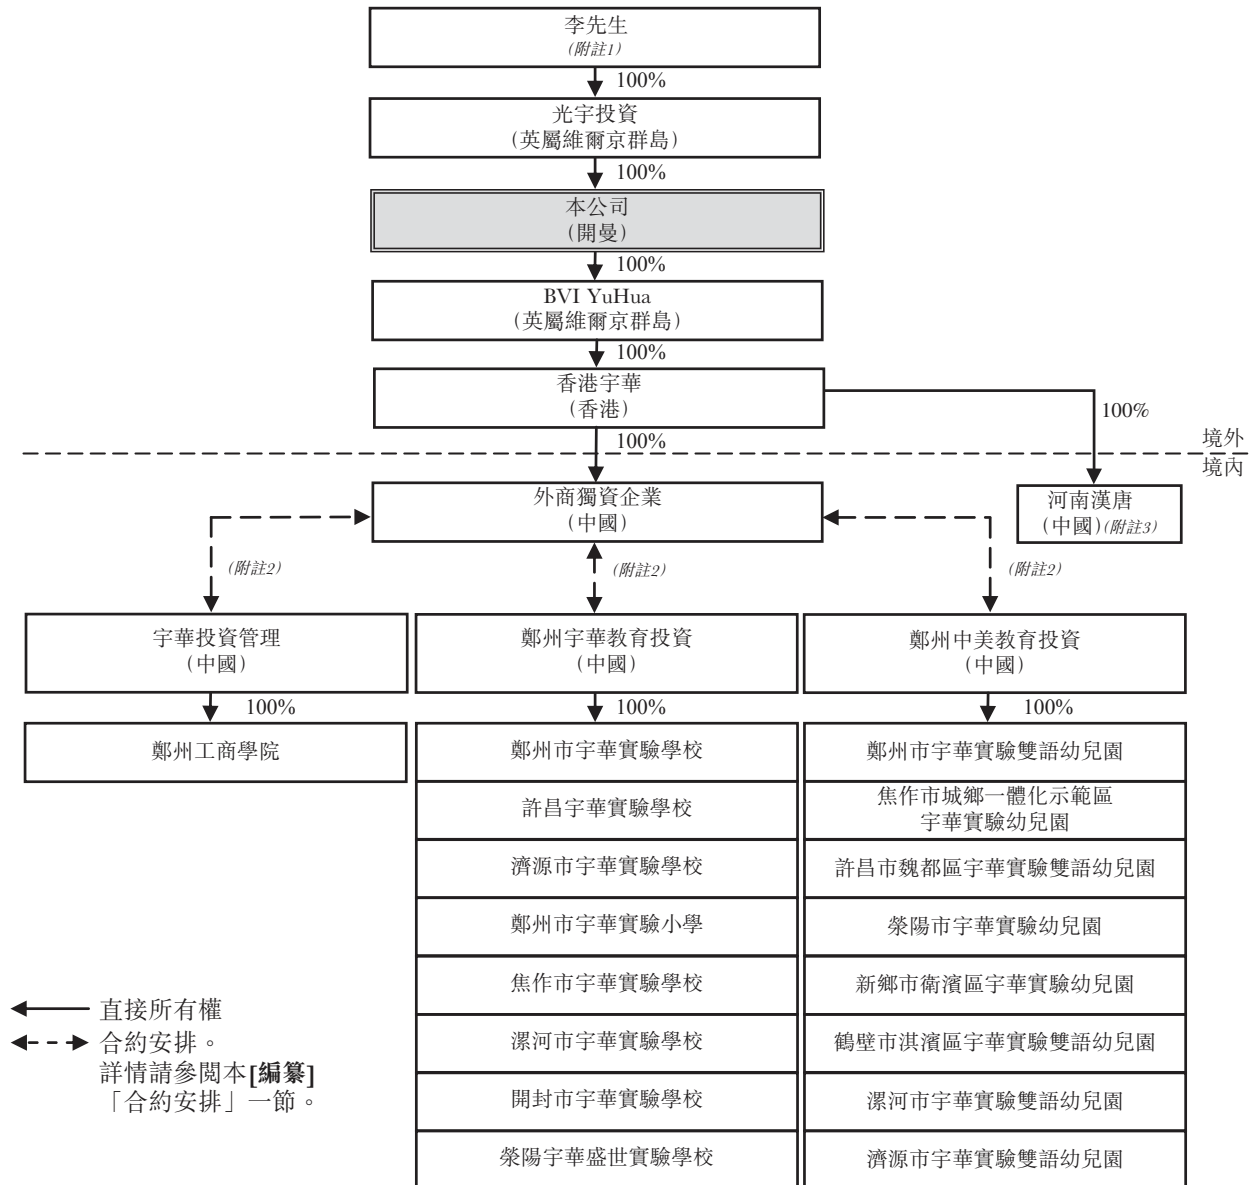 李先生
(附註1)
100%
光宇投資
(英屬維爾京群島)
100%
本公司
(開曼)
100%
BVI YuHua
(英屬維爾京群島)
100%
香港宇華
(香港)
100%
100%
境外
境內
外商獨資企業
(中國)
河南漢唐
(中國)(附註3)
(附註2)
(附註2)
(附註2)
宇華投資管理
(中國)
鄭州宇華教育投資
(中國)
鄭州中美教育投資
(中國)
100%
100%
100%
鄭州工商學院
鄭州市宇華實驗學校
許昌宇華實驗學校
濟源市宇華實驗學校
鄭州市宇華實驗小學
焦作市宇華實驗學校
漯河市宇華實驗學校
開封市宇華實驗學校
滎陽宇華盛世實驗學校
鄭州市宇華實驗雙語幼兒園
焦作市城鄉一體化示範區
宇華實驗幼兒園
許昌市魏都區宇華實驗雙語幼兒園
滎陽市宇華實驗幼兒園
新鄉市衛濱區宇華實驗幼兒園
鶴壁市淇濱區宇華實驗雙語幼兒園
漯河市宇華實驗雙語幼兒園
濟源市宇華實驗雙語幼兒園
直接所有權
合約安排。
詳情請參閱本[編纂]
「合約安排」一節。